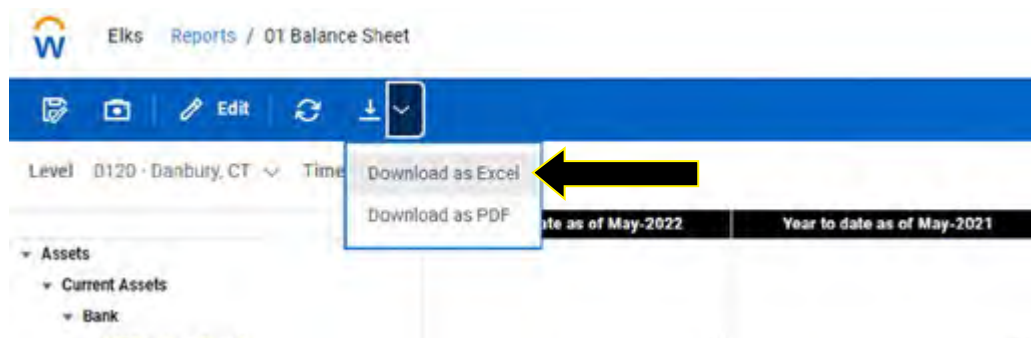 Elks Reports / 01 Balance Sheet
Edit
Level 0120 - Danbury, CT Time
Download as Excel
Download as PDF
ate as of May-2022 Year to date as of May-2021
Assets
Current Assets
Bank